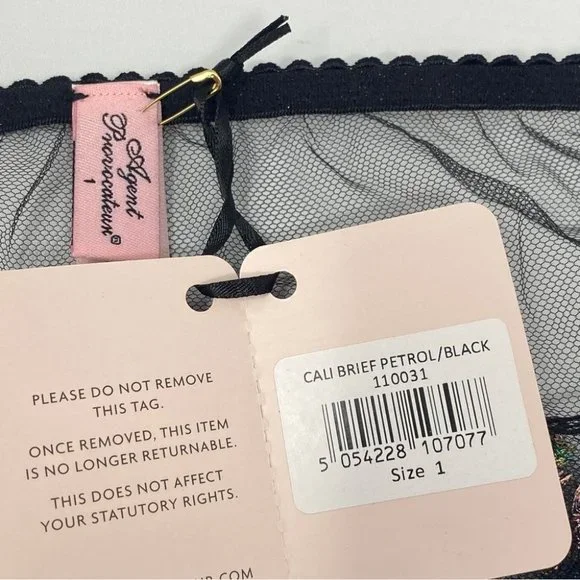 Agent
Provocateur®
1
PLEASE DO NOT REMOVE
THIS TAG.
ONCE REMOVED, THIS ITEM
IS NO LONGER RETURNABLE.
THIS DOES NOT AFFECT
YOUR STATUTORY RIGHTS.
CALI BRIEF PETROL/BLACK
110031
5 054228 107077
Size 1